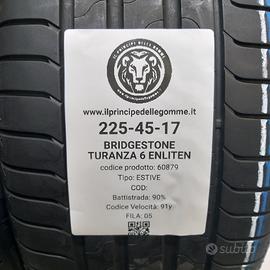 IL PRINCIPE DELLE GOMME
www.ilprincipedellegomme.it
225-45-17
BRIDGESTONE
TURANZA 6 ENLITEN
codice prodotto: 60879
Tipo: ESTIVE
COD:
Battistrada: 90%
Codice Velocità: 91y
FILA: D5
subito